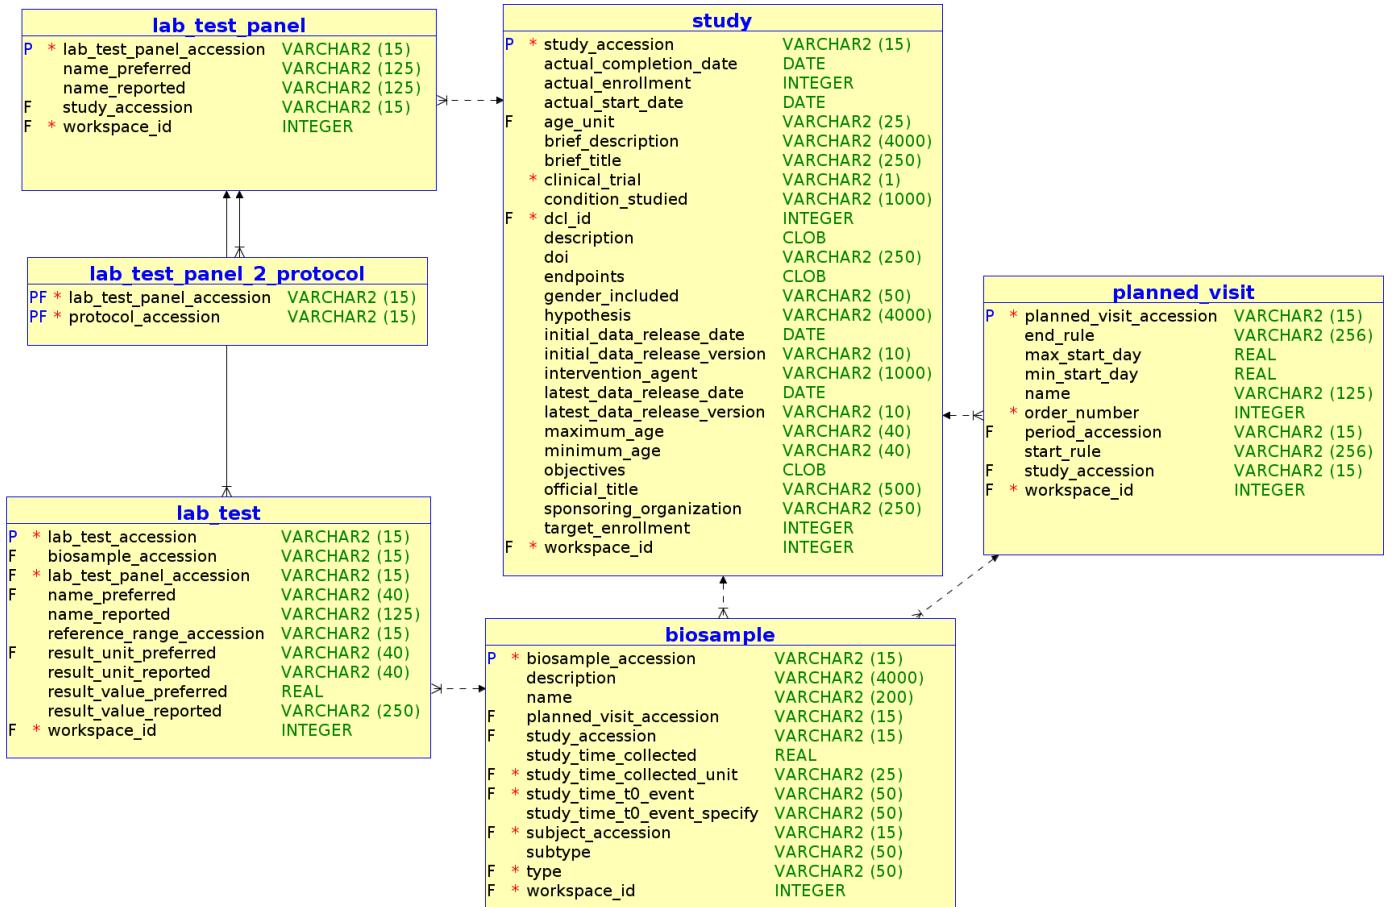 lab_test_panel
P * lab_test_panel_accession VARCHAR2 (15)
name_preferred VARCHAR2 (125)
name_reported VARCHAR2 (125)
F study_accession VARCHAR2 (15)
F * workspace_id INTEGER
lab_test_panel_2_protocol
PF * lab_test_panel_accession VARCHAR2 (15)
PF * protocol_accession VARCHAR2 (15)
lab_test
P * lab_test_accession VARCHAR2 (15)
F biosample_accession VARCHAR2 (15)
F * lab_test_panel_accession VARCHAR2 (15)
F name_preferred VARCHAR2 (40)
name_reported VARCHAR2 (125)
reference_range_accession VARCHAR2 (15)
F result_unit_preferred VARCHAR2 (40)
result_unit_reported VARCHAR2 (40)
result_value_preferred REAL
result_value_reported VARCHAR2 (250)
F * workspace_id INTEGER
study
P * study_accession VARCHAR2 (15)
actual_completion_date DATE
actual_enrollment INTEGER
actual_start_date DATE
F age_unit VARCHAR2 (25)
brief_description VARCHAR2 (4000)
brief_title VARCHAR2 (250)
* clinical_trial VARCHAR2 (1)
condition_studied VARCHAR2 (1000)
F * dcl_id INTEGER
description CLOB
doi VARCHAR2 (250)
endpoints CLOB
gender_included VARCHAR2 (50)
hypothesis VARCHAR2 (4000)
initial_data_release_date DATE
initial_data_release_version VARCHAR2 (10)
intervention_agent VARCHAR2 (1000)
latest_data_release_date DATE
latest_data_release_version VARCHAR2 (10)
maximum_age VARCHAR2 (40)
minimum_age VARCHAR2 (40)
objectives CLOB
official_title VARCHAR2 (500)
sponsoring_organization VARCHAR2 (250)
target_enrollment INTEGER
F * workspace_id INTEGER
biosample
P * biosample_accession VARCHAR2 (15)
description VARCHAR2 (4000)
name VARCHAR2 (200)
F planned_visit_accession VARCHAR2 (15)
F study_accession VARCHAR2 (15)
study_time_collected REAL
F * study_time_collected_unit VARCHAR2 (25)
F * study_time_t0_event VARCHAR2 (50)
study_time_t0_event_specify VARCHAR2 (50)
F * subject_accession VARCHAR2 (15)
subtype VARCHAR2 (50)
F * type VARCHAR2 (50)
F * workspace_id INTEGER
planned_visit
P * planned_visit_accession VARCHAR2 (15)
end_rule VARCHAR2 (256)
max_start_day REAL
min_start_day REAL
name VARCHAR2 (125)
* order_number INTEGER
F period_accession VARCHAR2 (15)
start_rule VARCHAR2 (256)
F study_accession VARCHAR2 (15)
F * workspace_id INTEGER